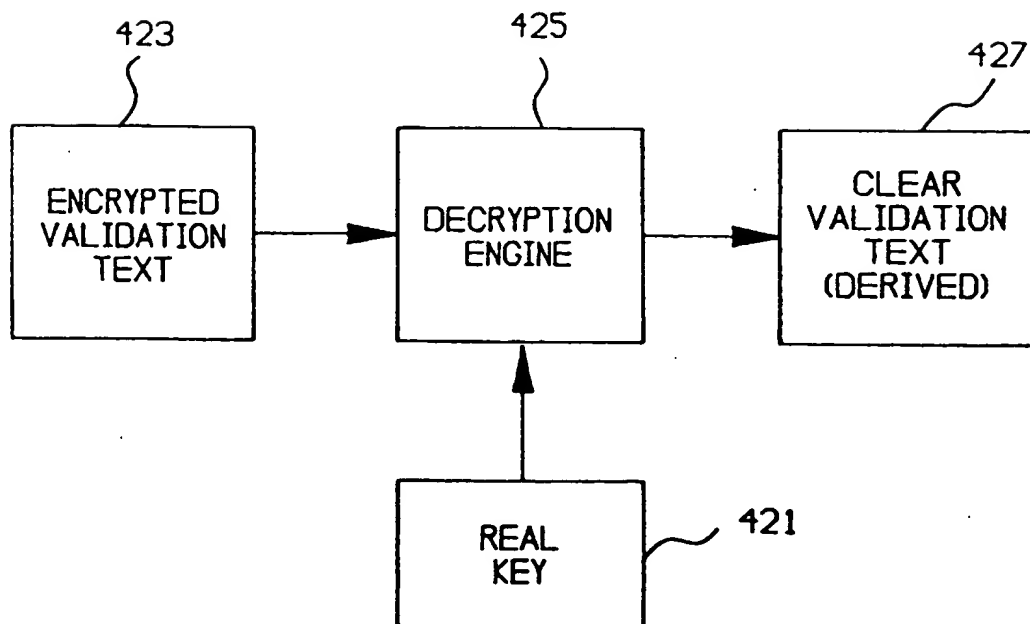 423
425
427
ENCRYPTED
VALIDATION
TEXT
DECRYPTION
ENGINE
CLEAR
VALIDATION
TEXT
(DERIVED)
REAL
KEY
421